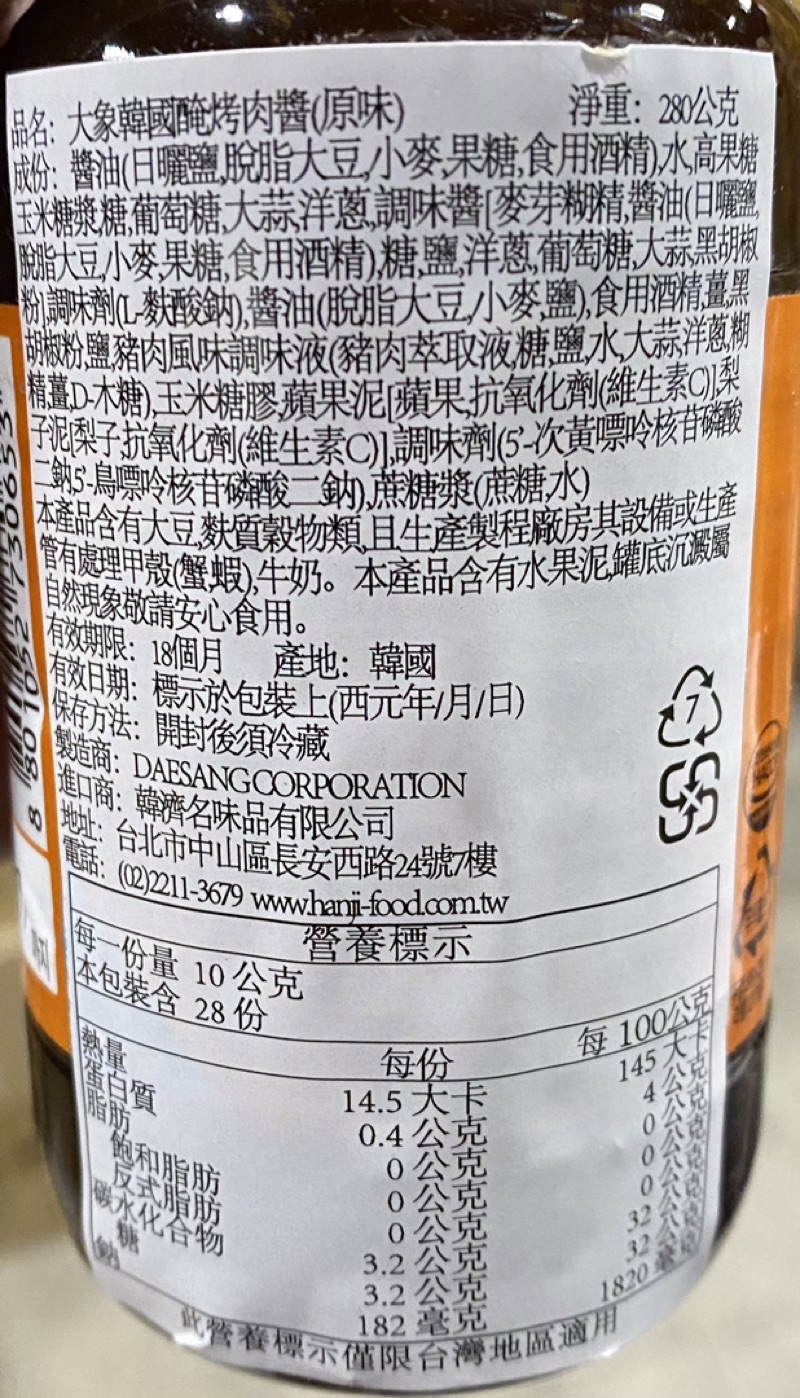 品名: 大象韓國醃烤肉醬(原味) 淨重: 280公克
成份: 醬油(日曬鹽,脫脂大豆,小麥,果糖,食用酒精),水,高果糖
玉米糖漿,糖,葡萄糖,大蒜,洋蔥,調味醬[麥芽糊精,醬油(日曬鹽,
脫脂大豆,小麥,果糖,食用酒精),糖,鹽,洋蔥,葡萄糖,大蒜,黑胡椒
粉],調味劑(L-麩酸鈉),醬油(脫脂大豆,小麥,鹽),食用酒精,薑,黑
胡椒粉,鹽,豬肉風味調味液(豬肉萃取液,糖,鹽,水,大蒜,洋蔥,糊
精,薑,D-木糖),玉米糖膠,蘋果泥[蘋果,抗氧化劑(維生素C)],梨
子泥[梨子,抗氧化劑(維生素C)],調味劑(5'-次黃嘌呤核苷磷酸
二鈉,5'-鳥嘌呤核苷磷酸二鈉),蔗糖漿(蔗糖,水)
本產品含有大豆,麩質穀物類,且生產製程廠房其設備或生產
管有處理甲殼(蟹,蝦),牛奶。本產品含有水果泥,罐底沉澱屬
自然現象敬請安心食用。
有效期限: 18個月 產地: 韓國
有效日期: 標示於包裝上(西元年/月/日)
保存方法: 開封後須冷藏
製造商: DAESANG CORPORATION
進口商: 韓濟名味品有限公司
地址: 台北市中山區長安西路24號7樓
電話: (02)2211-3679 www.hanji-food.com.tw
7
營養標示
每一份量 10 公克
本包裝含 28 份
每份 每 100公克
熱量 14.5 大卡 145 大卡
蛋白質 0.4 公克 4 公克
脂肪 0 公克 0 公克
飽和脂肪 0 公克 0 公克
反式脂肪 0 公克 0 公克
碳水化合物 3.2 公克 32 公克
糖 3.2 公克 32 公克
鈉 182 毫克 1820 毫克
此營養標示僅限台灣地區適用